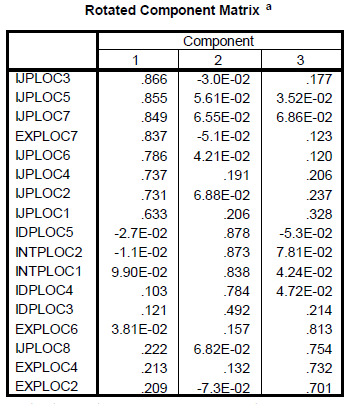 Rotated Component Matrix a
Component
1 2 3
IJPLOC3 .866 -3.0E-02 .177
IJPLOC5 .855 5.61E-02 3.52E-02
IJPLOC7 .849 6.55E-02 6.86E-02
EXPLOC7 .837 -5.1E-02 .123
IJPLOC6 .786 4.21E-02 .120
IJPLOC4 .737 .191 .206
IJPLOC2 .731 6.88E-02 .237
IJPLOC1 .633 .206 .328
IDPLOC5 -2.7E-02 .878 -5.3E-02
INTPLOC2 -1.1E-02 .873 7.81E-02
INTPLOC1 9.90E-02 .838 4.24E-02
IDPLOC4 .103 .784 4.72E-02
IDPLOC3 .121 .492 .214
EXPLOC6 3.81E-02 .157 .813
IJPLOC8 .222 6.82E-02 .754
EXPLOC4 .213 .132 .732
EXPLOC2 .209 -7.3E-02 .701